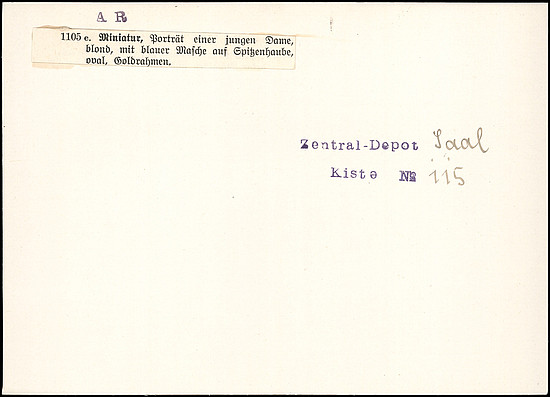 A R
1105 e. Miniatur, Porträt einer jungen Dame,
blond, mit blauer Masche auf Spitzenhaube,
oval, Goldrahmen.
Zentral-Depot Saal
Kiste № 115